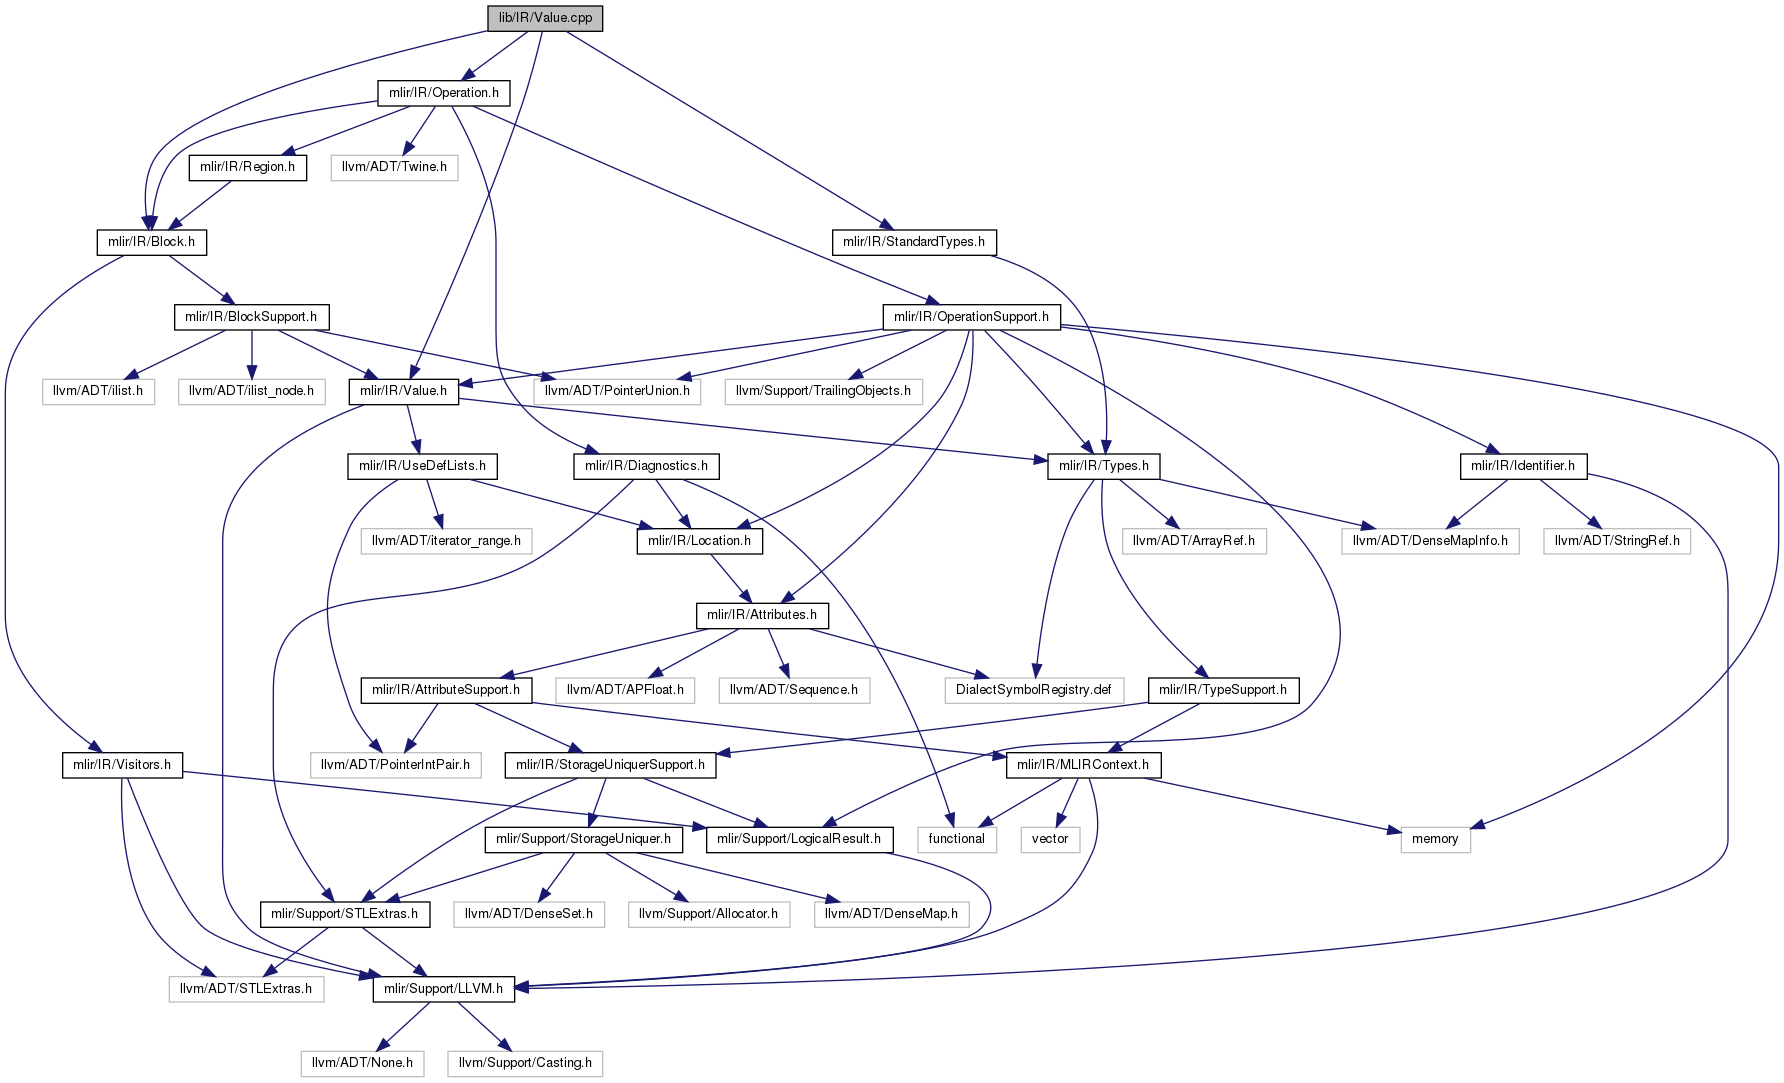 lib/IR/Value.cpp
mlir/IR/Operation.h
mlir/IR/Region.h
llvm/ADT/Twine.h
mlir/IR/Block.h
mlir/IR/StandardTypes.h
mlir/IR/BlockSupport.h
mlir/IR/OperationSupport.h
llvm/ADT/ilist.h
llvm/ADT/ilist_node.h
mlir/IR/Value.h
llvm/ADT/PointerUnion.h
llvm/Support/TrailingObjects.h
mlir/IR/UseDefLists.h
mlir/IR/Diagnostics.h
mlir/IR/Types.h
mlir/IR/Identifier.h
llvm/ADT/iterator_range.h
mlir/IR/Location.h
llvm/ADT/ArrayRef.h
llvm/ADT/DenseMapInfo.h
llvm/ADT/StringRef.h
mlir/IR/Attributes.h
mlir/IR/AttributeSupport.h
llvm/ADT/APFloat.h
llvm/ADT/Sequence.h
DialectSymbolRegistry.def
mlir/IR/TypeSupport.h
mlir/IR/Visitors.h
llvm/ADT/PointerIntPair.h
mlir/IR/StorageUniquerSupport.h
mlir/IR/MLIRContext.h
mlir/Support/StorageUniquer.h
mlir/Support/LogicalResult.h
functional
vector
memory
mlir/Support/STLExtras.h
llvm/ADT/DenseSet.h
llvm/Support/Allocator.h
llvm/ADT/DenseMap.h
llvm/ADT/STLExtras.h
mlir/Support/LLVM.h
llvm/ADT/None.h
llvm/Support/Casting.h